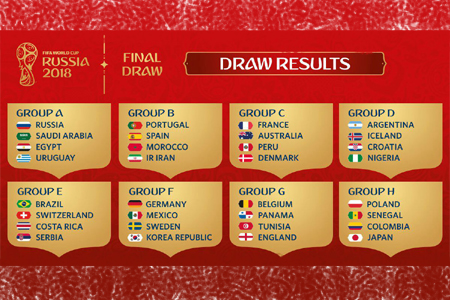 FIFA WORLD CUP
RUSSIA
2018
FINAL
DRAW
DRAW RESULTS
GROUP A
RUSSIA
SAUDI ARABIA
EGYPT
URUGUAY
GROUP B
PORTUGAL
SPAIN
MOROCCO
IR IRAN
GROUP C
FRANCE
AUSTRALIA
PERU
DENMARK
GROUP D
ARGENTINA
ICELAND
CROATIA
NIGERIA
GROUP E
BRAZIL
SWITZERLAND
COSTA RICA
SERBIA
GROUP F
GERMANY
MEXICO
SWEDEN
KOREA REPUBLIC
GROUP G
BELGIUM
PANAMA
TUNISIA
ENGLAND
GROUP H
POLAND
SENEGAL
COLOMBIA
JAPAN